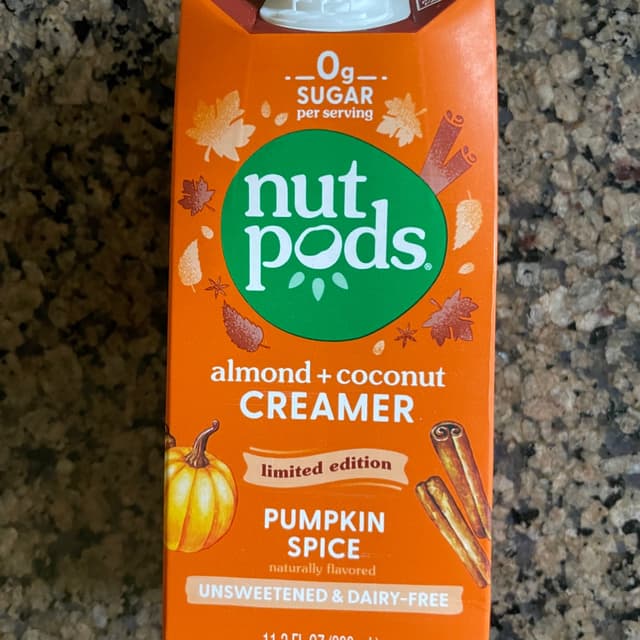 0g
SUGAR
per serving
nut
pods®
almond + coconut
CREAMER
limited edition
PUMPKIN
SPICE
naturally flavored
UNSWEETENED & DAIRY-FREE